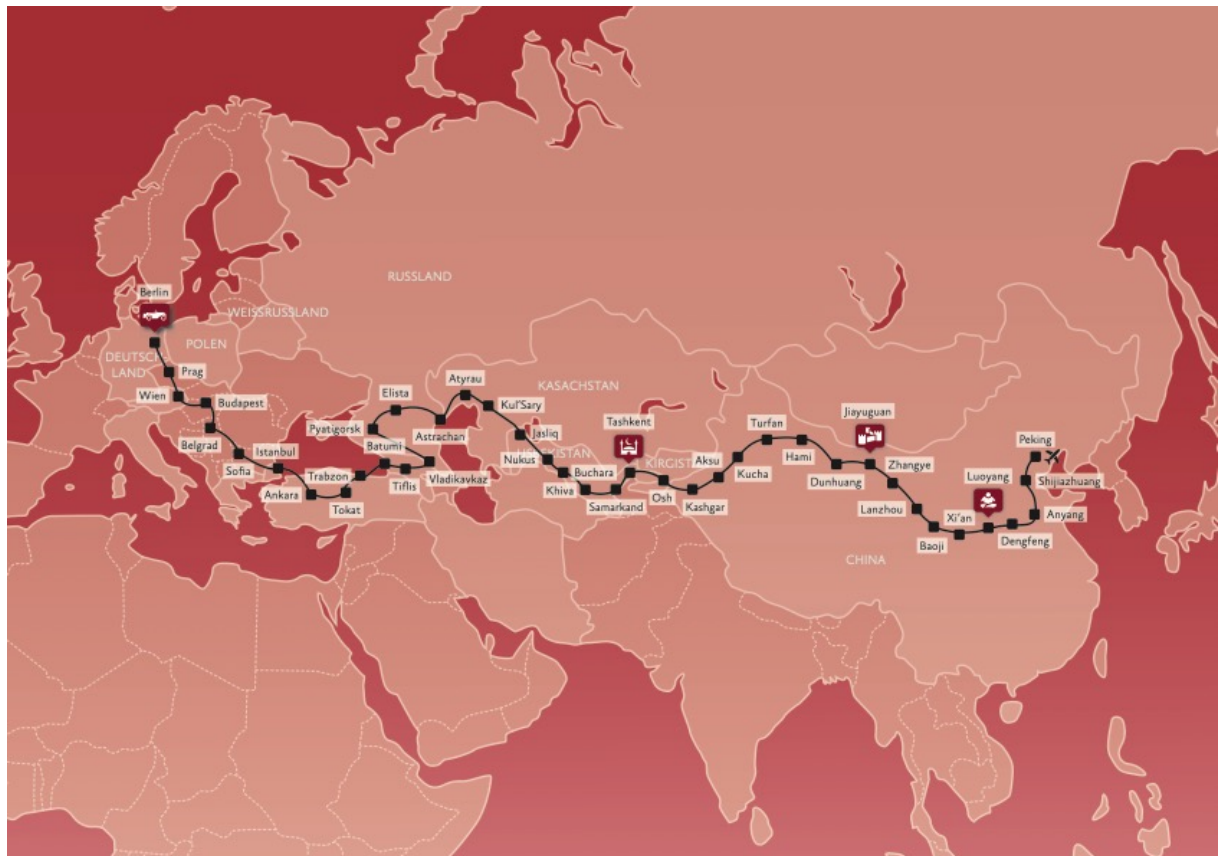 RUSSLAND
Berlin
WEISSRUSSLAND
POLEN
DEUTSCH-
LAND
Prag
Wien
Budapest
Belgrad
Sofia
Istanbul
Ankara
Tokat
Trabzon
Batumi
Tiflis
Vladikavkaz
Pyatigorsk
Elista
Astrachan
Atyrau
Kul'Sary
KASACHSTAN
Jasliq
Nukus
KISTAN
Khiva
Buchara
Samarkand
Tashkent
KIRGIST
Osh
Kashgar
Aksu
Kucha
Turfan
Hami
Dunhuang
Jiayuguan
Zhangye
Lanzhou
Baoji
Xi'an
Luoyang
Dengfeng
Anyang
Shijiazhuang
Peking
CHINA